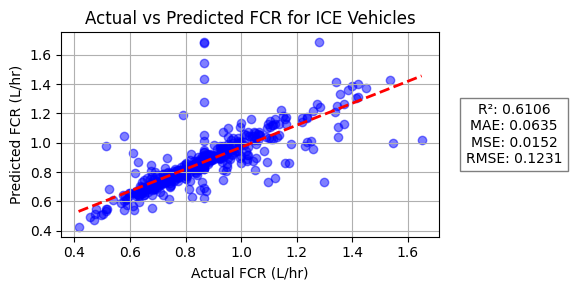 Actual vs Predicted FCR for ICE Vehicles
Predicted FCR (L/hr)
1.6
1.4
1.2
1.0
0.8
0.6
0.4
0.4 0.6 0.8 1.0 1.2 1.4 1.6
Actual FCR (L/hr)
R²: 0.6106
MAE: 0.0635
MSE: 0.0152
RMSE: 0.1231